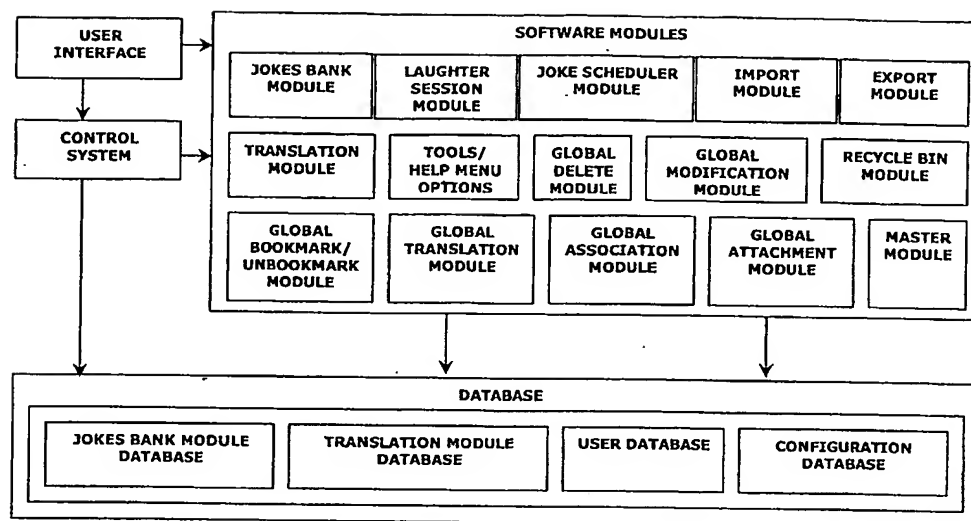 USER
INTERFACE
CONTROL
SYSTEM
SOFTWARE MODULES
JOKES BANK
MODULE
LAUGHTER
SESSION
MODULE
JOKE SCHEDULER
MODULE
IMPORT
MODULE
EXPORT
MODULE
TRANSLATION
MODULE
TOOLS/
HELP MENU
OPTIONS
GLOBAL
DELETE
MODULE
GLOBAL
MODIFICATION
MODULE
RECYCLE BIN
MODULE
GLOBAL
BOOKMARK/
UNBOOKMARK
MODULE
GLOBAL
TRANSLATION
MODULE
GLOBAL
ASSOCIATION
MODULE
GLOBAL
ATTACHMENT
MODULE
MASTER
MODULE
DATABASE
JOKES BANK MODULE
DATABASE
TRANSLATION MODULE
DATABASE
USER DATABASE
CONFIGURATION
DATABASE